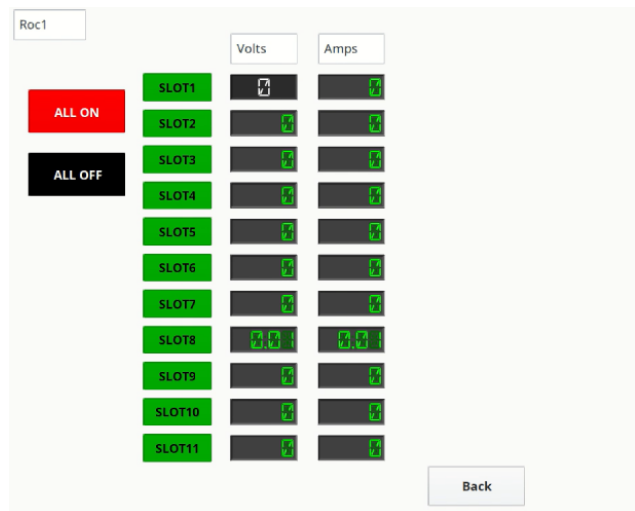 Roc1
Volts Amps
SLOT1 0 0
ALL ON
SLOT2 0 0
SLOT3 0 0
ALL OFF
SLOT4 0 0
SLOT5 0 0
SLOT6 0 0
SLOT7 0 0
SLOT8 0.01 0.01
SLOT9 0 0
SLOT10 0 0
SLOT11 0 0
Back